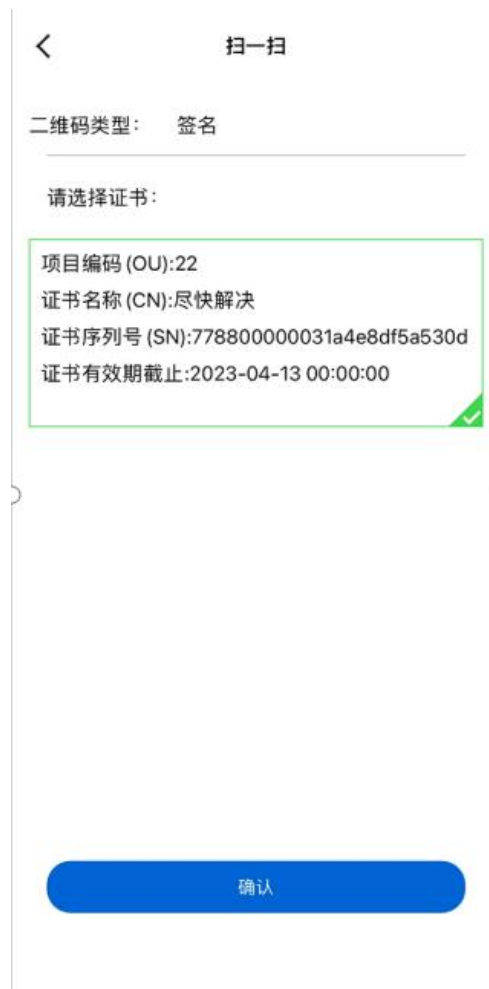 扫一扫
二维码类型： 签名
请选择证书：
项目编码(OU):22
证书名称(CN):尽快解决
证书序列号(SN):778800000031a4e8df5a530d
证书有效期截止:2023-04-13 00:00:00
确认